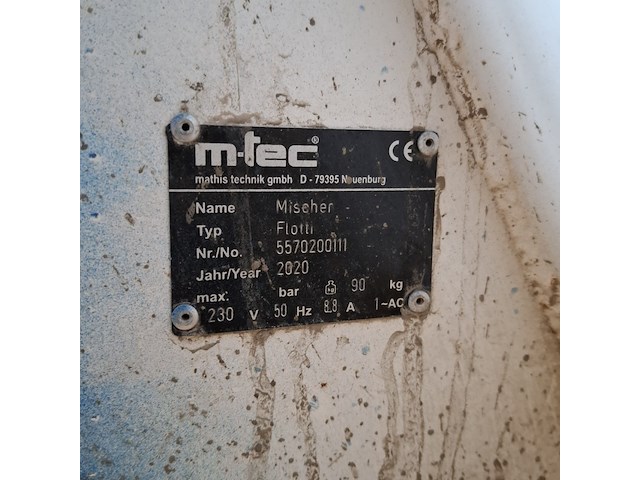 m-tec® CE
mathis technik gmbh D - 79395 Neuenburg
Name Mischer -
Typ Flotti
Nr./No. 5570200111
Jahr/Year 2020
max. bar kg 90 kg
230 V 50 Hz 8.8 A 1~AC